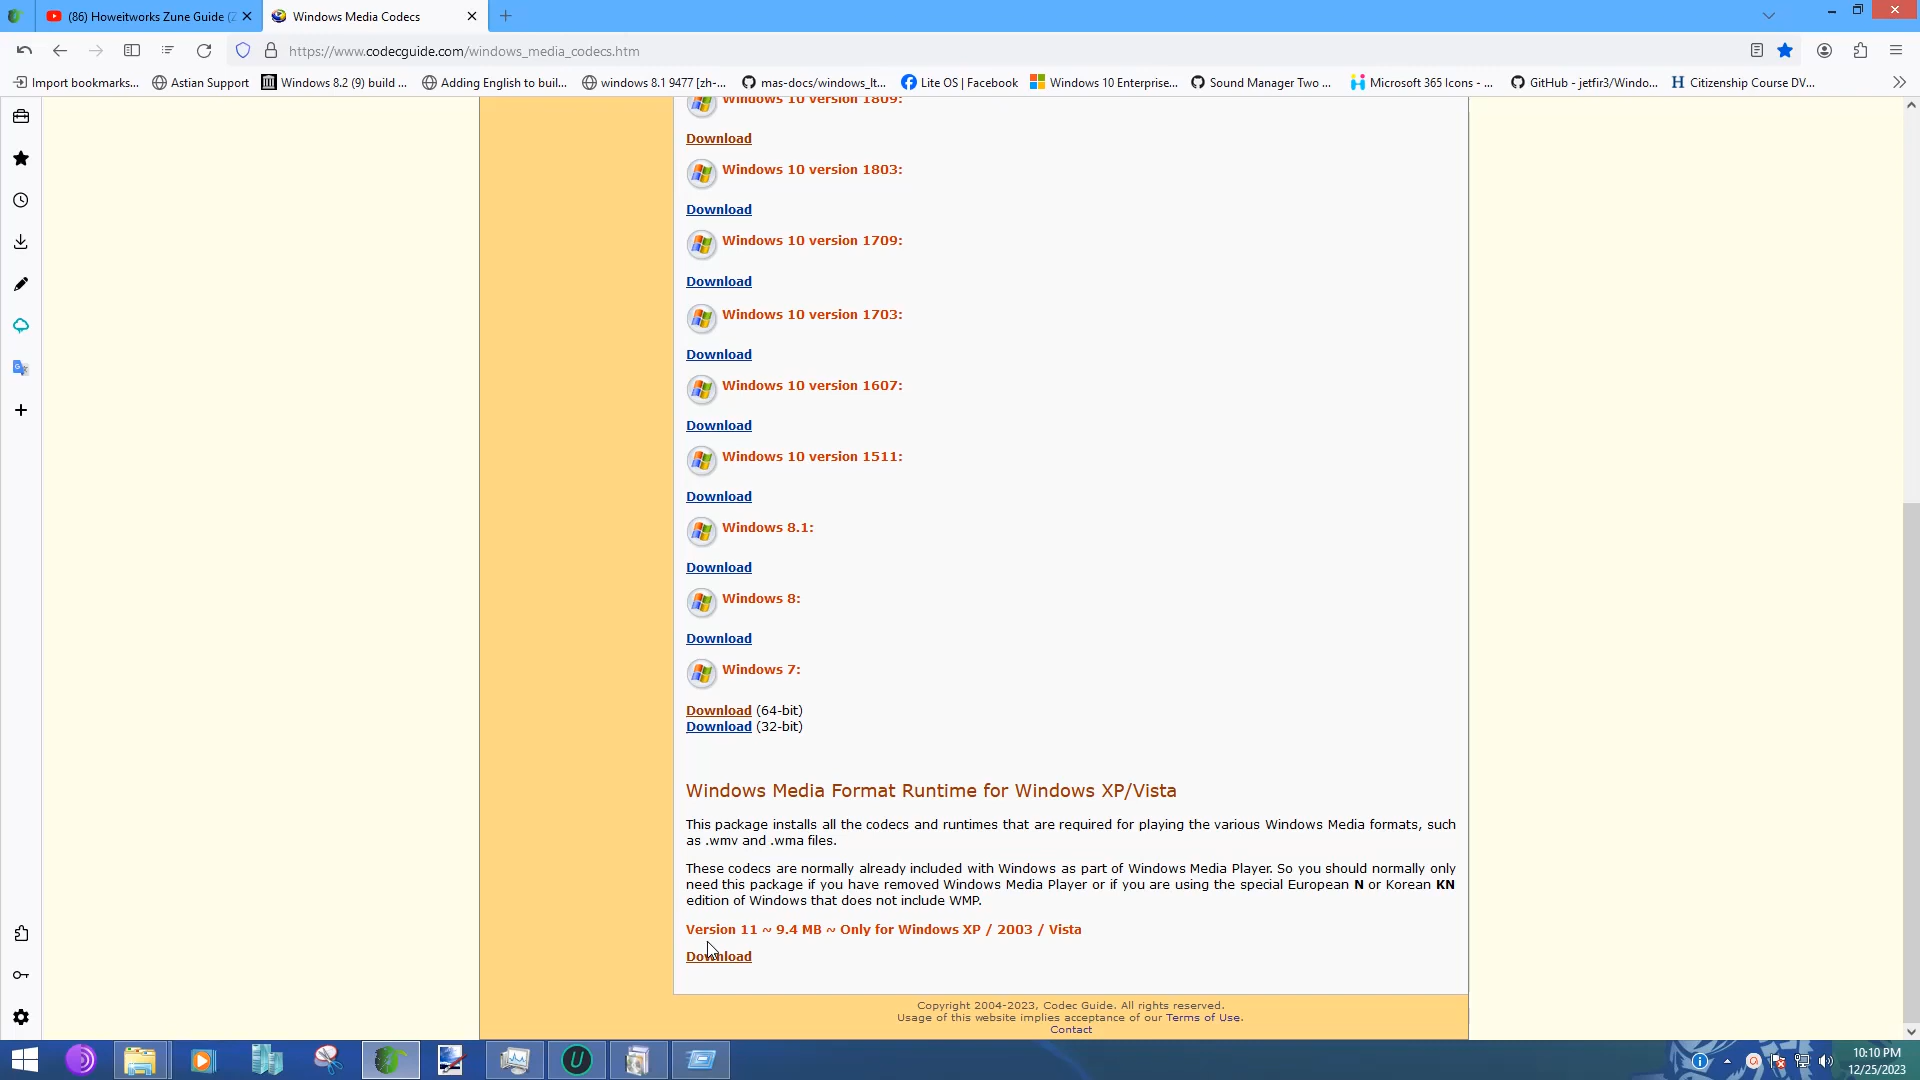 (86) Howeitworks Zune Guide (Z
Windows Media Codecs
https://www.codecguide.com/windows_media_codecs.htm
Import bookmarks...
Astian Support
Windows 8.2 (9) build ...
Adding English to buil...
windows 8.1 9477 [zh-...
mas-docs/windows_lt...
Lite OS | Facebook
Windows 10 Enterprise...
Sound Manager Two ...
Microsoft 365 Icons - ...
GitHub - jetfir3/Windo...
Citizenship Course DV...
Windows 10 version 1809:
Download
Windows 10 version 1803:
Download
Windows 10 version 1709:
Download
Windows 10 version 1703:
Download
Windows 10 version 1607:
Download
Windows 10 version 1511:
Download
Windows 8.1:
Download
Windows 8:
Download
Windows 7:
Download (64-bit)
Download (32-bit)
Windows Media Format Runtime for Windows XP/Vista
This package installs all the codecs and runtimes that are required for playing the various Windows Media formats, such
as .wmv and .wma files.
These codecs are normally already included with Windows as part of Windows Media Player. So you should normally only
need this package if you have removed Windows Media Player or if you are using the special European N or Korean KN
edition of Windows that does not include WMP.
Version 11 ~ 9.4 MB ~ Only for Windows XP / 2003 / Vista
Download
Copyright 2004-2023, Codec Guide. All rights reserved.
Usage of this website implies acceptance of our Terms of Use.
Contact
10:10 PM
12/25/2023